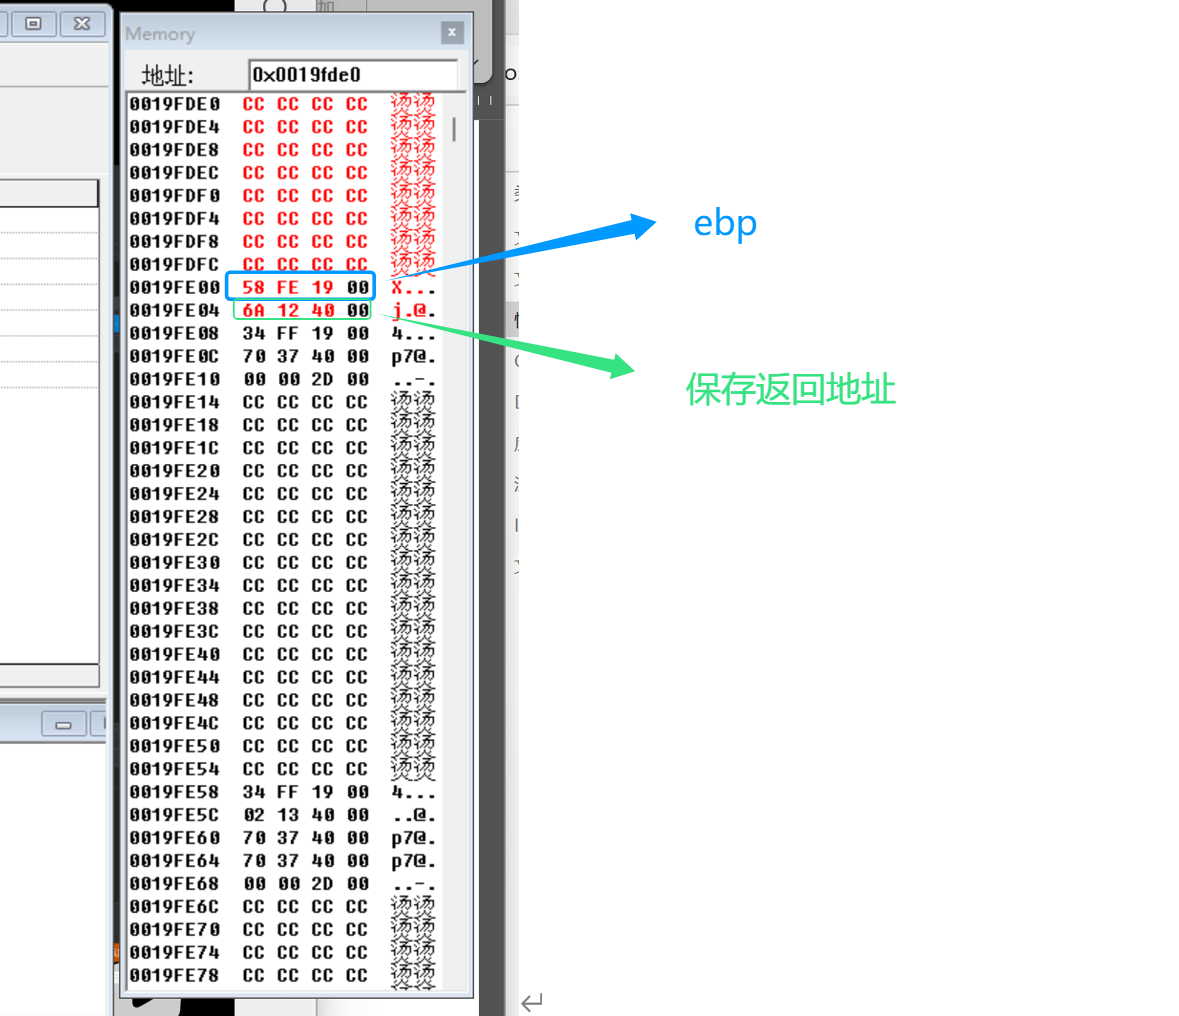 Memory
地址:
0x0019fde0
0019FDE0 CC CC CC CC 烫烫
0019FDE4 CC CC CC CC 烫烫
0019FDE8 CC CC CC CC 烫烫
0019FDEC CC CC CC CC 烫烫
0019FDF0 CC CC CC CC 烫烫
0019FDF4 CC CC CC CC 烫烫
0019FDF8 CC CC CC CC 烫烫
0019FDFC CC CC CC CC 烫烫
0019FE00 58 FE 19 00 X...
0019FE04 6A 12 40 00 j.@.
0019FE08 34 FF 19 00 4...
0019FE0C 70 37 40 00 p7@.
0019FE10 00 00 2D 00 ..-.
0019FE14 CC CC CC CC 烫烫
0019FE18 CC CC CC CC 烫烫
0019FE1C CC CC CC CC 烫烫
0019FE20 CC CC CC CC 烫烫
0019FE24 CC CC CC CC 烫烫
0019FE28 CC CC CC CC 烫烫
0019FE2C CC CC CC CC 烫烫
0019FE30 CC CC CC CC 烫烫
0019FE34 CC CC CC CC 烫烫
0019FE38 CC CC CC CC 烫烫
0019FE3C CC CC CC CC 烫烫
0019FE40 CC CC CC CC 烫烫
0019FE44 CC CC CC CC 烫烫
0019FE48 CC CC CC CC 烫烫
0019FE4C CC CC CC CC 烫烫
0019FE50 CC CC CC CC 烫烫
0019FE54 CC CC CC CC 烫烫
0019FE58 34 FF 19 00 4...
0019FE5C 02 13 40 00 ..@.
0019FE60 70 37 40 00 p7@.
0019FE64 70 37 40 00 p7@.
0019FE68 00 00 2D 00 ..-.
0019FE6C CC CC CC CC 烫烫
0019FE70 CC CC CC CC 烫烫
0019FE74 CC CC CC CC 烫烫
0019FE78 CC CC CC CC 烫烫
ebp
保存返回地址